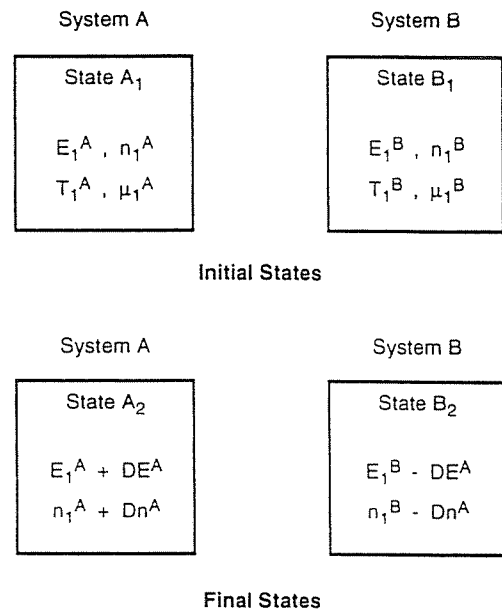 System A System B
State A₁ State B₁
E₁ᴬ , n₁ᴬ E₁ᴮ , n₁ᴮ
T₁ᴬ , μ₁ᴬ T₁ᴮ , μ₁ᴮ
Initial States
System A System B
State A₂ State B₂
E₁ᴬ + DEᴬ E₁ᴮ - DEᴬ
n₁ᴬ + Dnᴬ n₁ᴮ - Dnᴬ
Final States